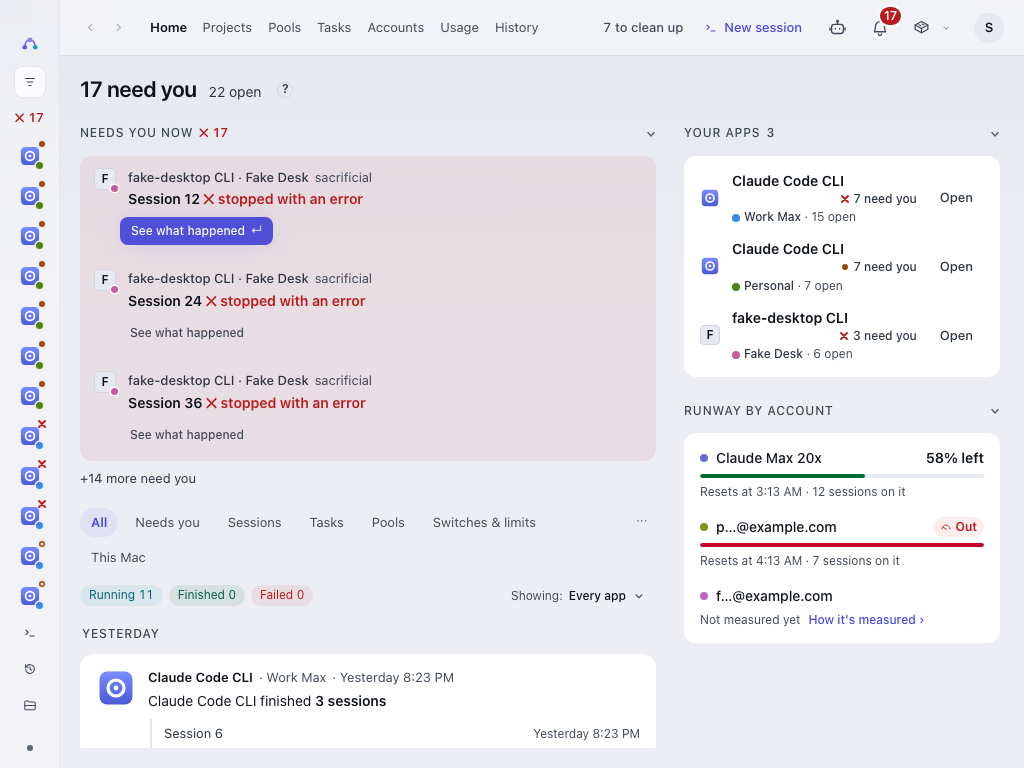 Home Projects Pools Tasks Accounts Usage History 7 to clean up New session 17 S
17
17 need you 22 open ?
NEEDS YOU NOW 17
F fake-desktop CLI · Fake Desk sacrificial
Session 12 stopped with an error
See what happened
F fake-desktop CLI · Fake Desk sacrificial
Session 24 stopped with an error
See what happened
F fake-desktop CLI · Fake Desk sacrificial
Session 36 stopped with an error
See what happened
+14 more need you
All Needs you Sessions Tasks Pools Switches & limits ...
This Mac
Running 11 Finished 0 Failed 0 Showing: Every app
YESTERDAY
Claude Code CLI · Work Max · Yesterday 8:23 PM
Claude Code CLI finished 3 sessions
Session 6 Yesterday 8:23 PM
YOUR APPS 3
Claude Code CLI
7 need you Open
Work Max · 15 open
Claude Code CLI
7 need you Open
Personal · 7 open
fake-desktop CLI
F 3 need you Open
Fake Desk · 6 open
RUNWAY BY ACCOUNT
Claude Max 20x 58% left
Resets at 3:13 AM · 12 sessions on it
p...@example.com Out
Resets at 4:13 AM · 7 sessions on it
f...@example.com
Not measured yet How it's measured ›